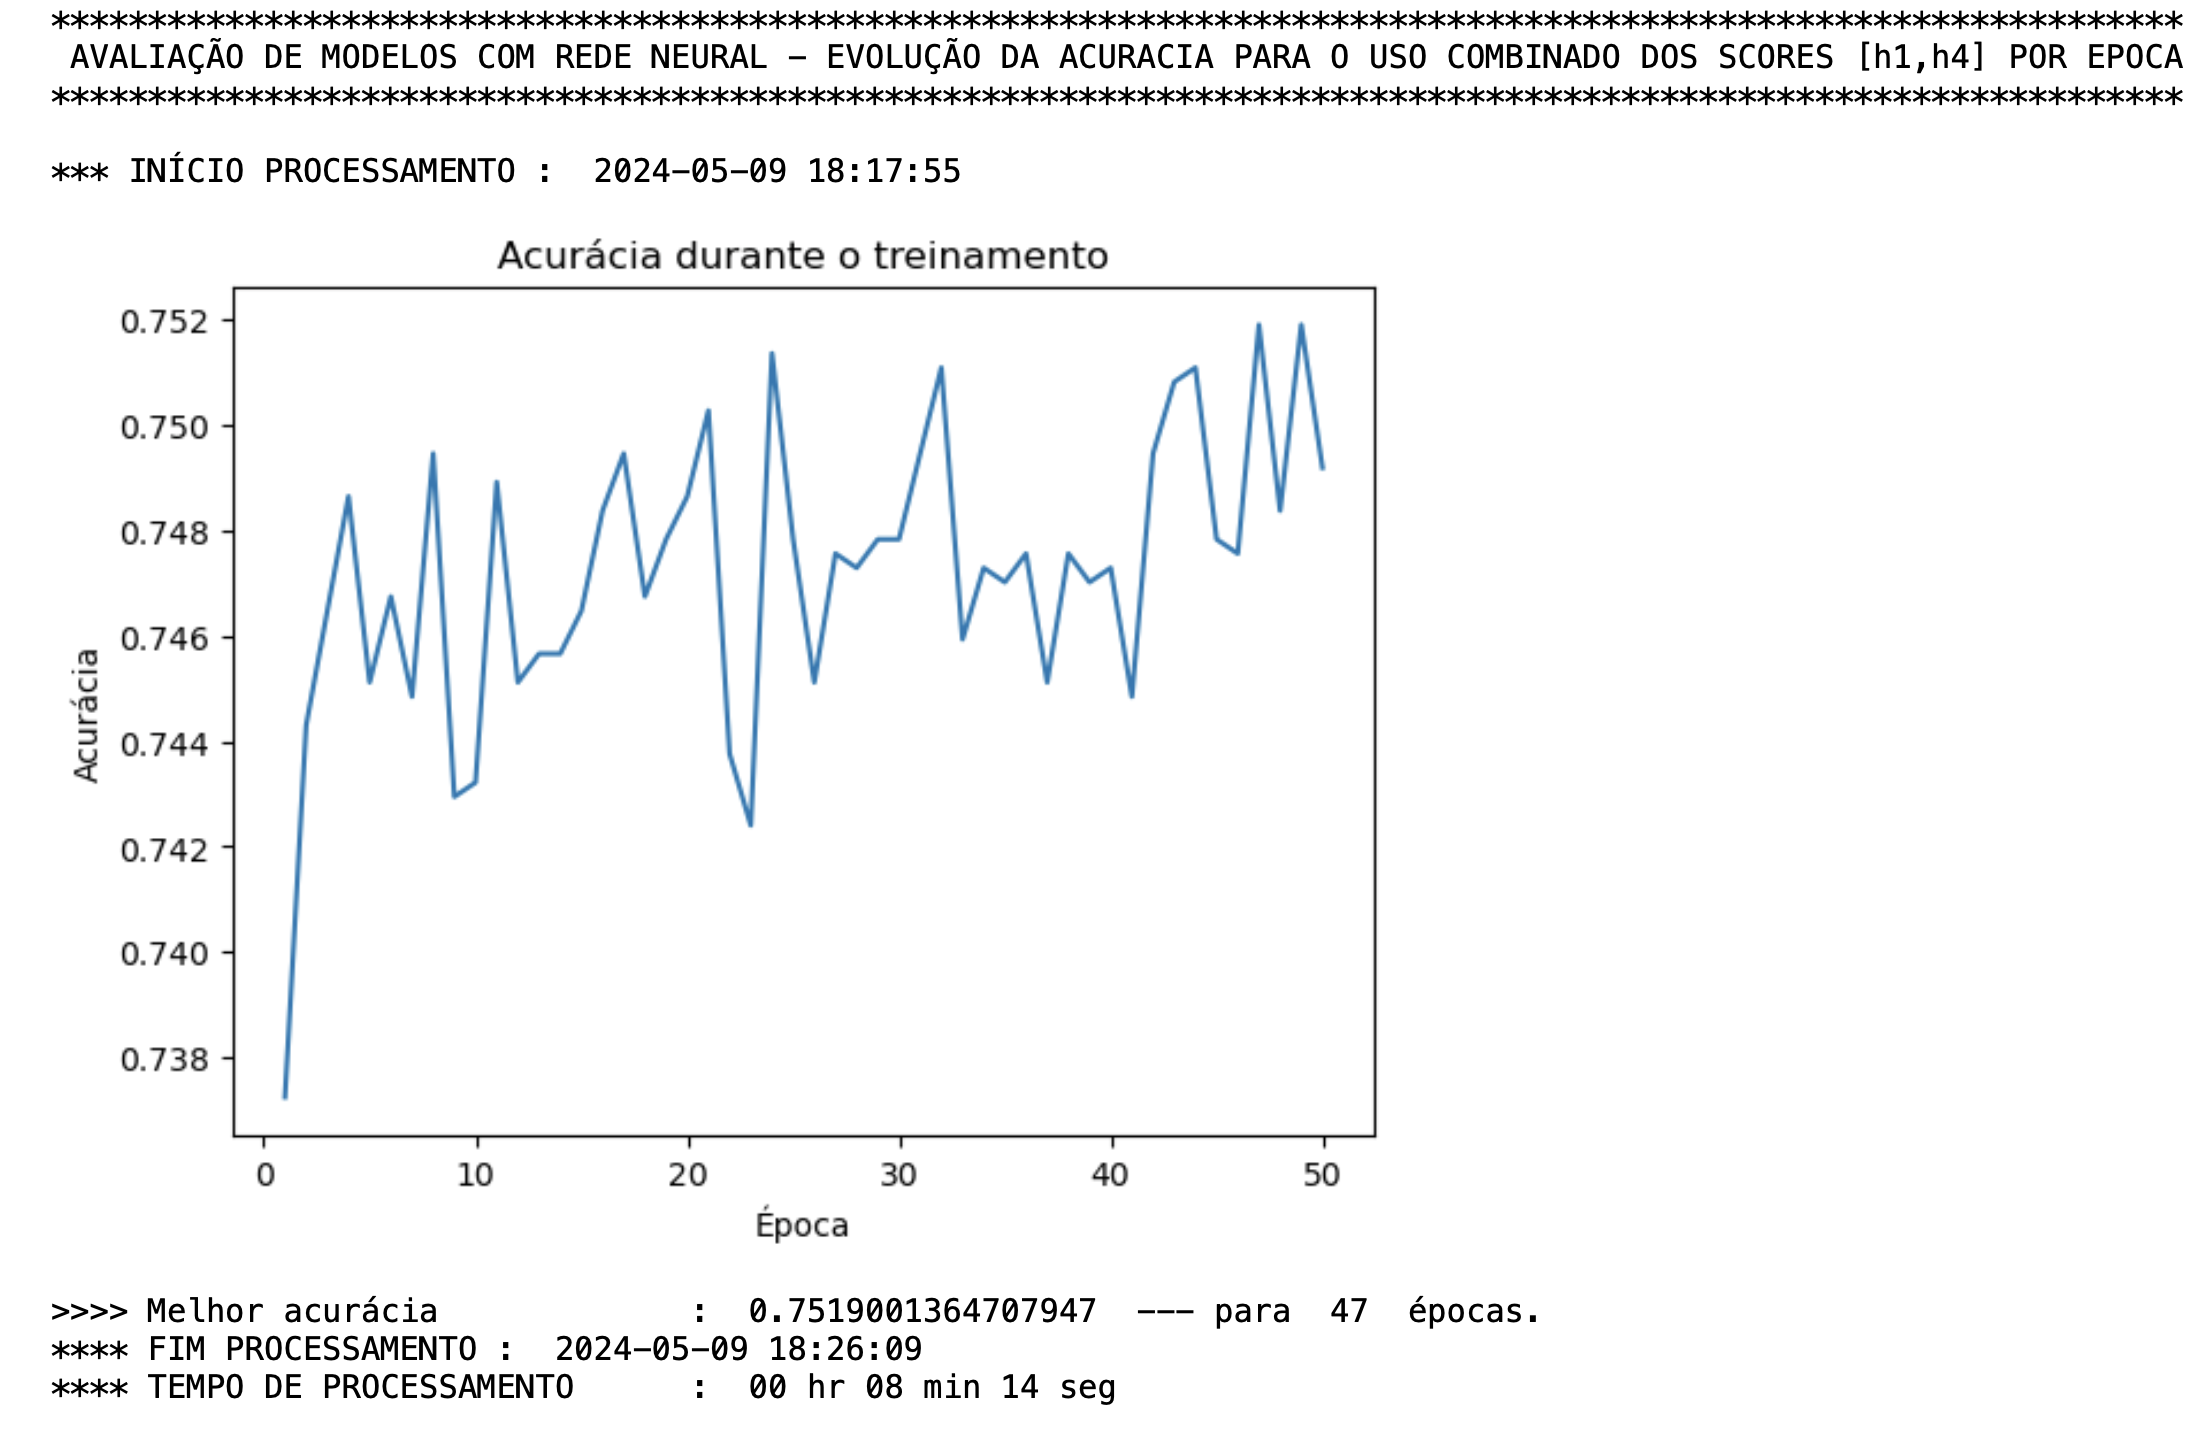 **************************************************************************************************************
AVALIAÇÃO DE MODELOS COM REDE NEURAL – EVOLUÇÃO DA ACURACIA PARA O USO COMBINADO DOS SCORES [h1,h4] POR EPOCA
**************************************************************************************************************
*** INÍCIO PROCESSAMENTO :  2024-05-09 18:17:55
Acurácia durante o treinamento
0.752
0.750
0.748
0.746
0.744
0.742
0.740
0.738
Acurácia
0 10 20 30 40 50
Época
>>>> Melhor acurácia             :  0.7519001364707947  --- para  47  épocas.
**** FIM PROCESSAMENTO :  2024-05-09 18:26:09
**** TEMPO DE PROCESSAMENTO      :  00 hr 08 min 14 seg